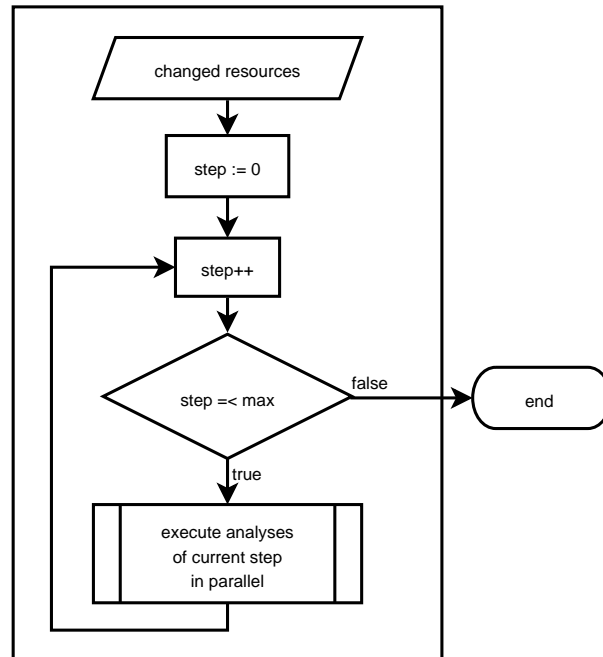 changed resources
step := 0
step++
step =< max
false
end
true
execute analyses
of current step
in parallel